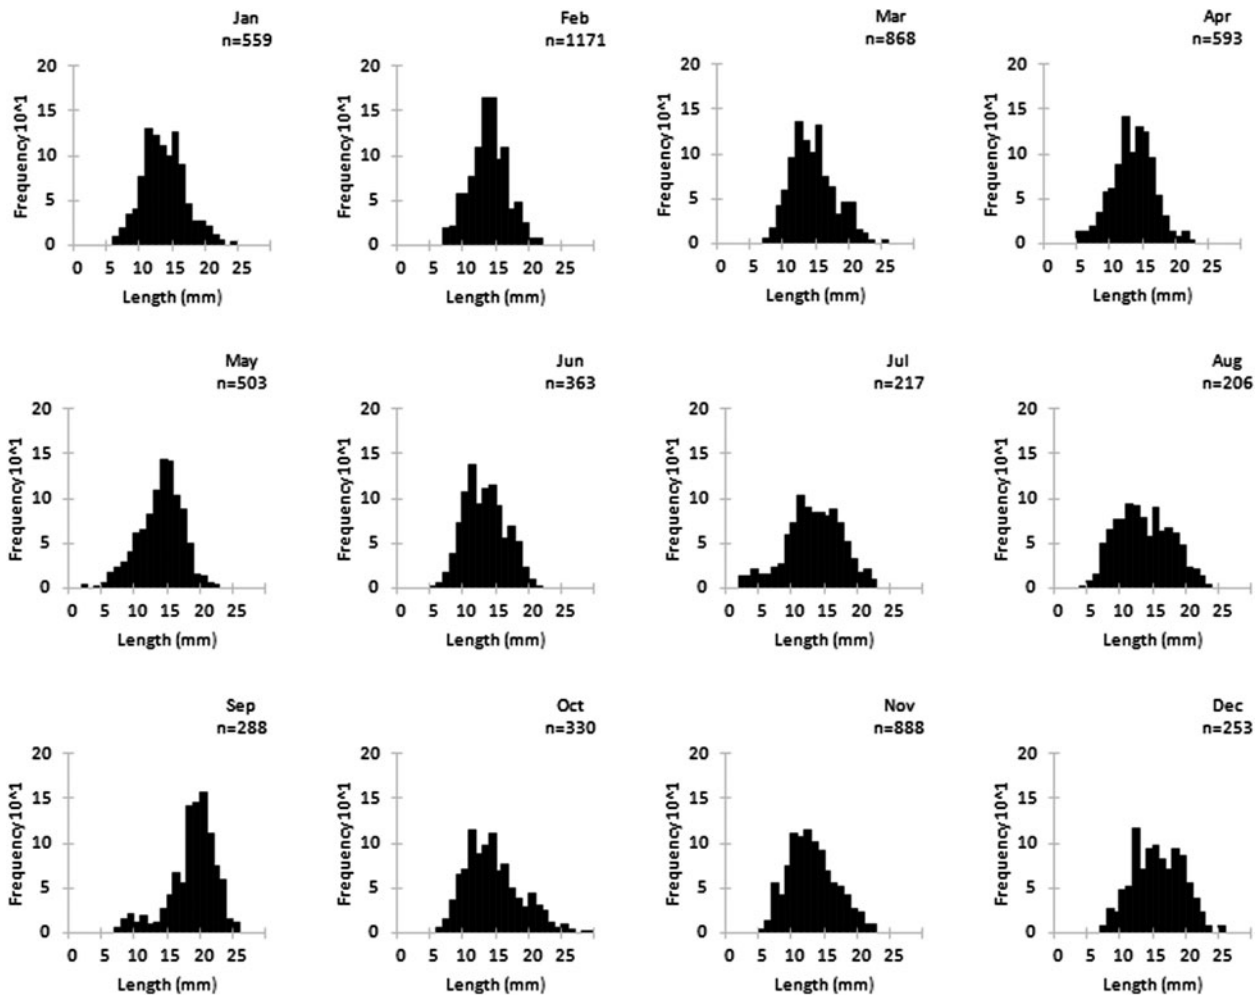 Jan
n=559
Feb
n=1171
Mar
n=868
Apr
n=593
Frequency10^1
20
15
10
5
0
0 5 10 15 20 25
Length (mm)
Frequency10^1
20
15
10
5
0
0 5 10 15 20 25
Length (mm)
Frequency10^1
20
15
10
5
0
0 5 10 15 20 25
Length (mm)
Frequency10^1
20
15
10
5
0
0 5 10 15 20 25
Length (mm)
May
n=503
Jun
n=363
Jul
n=217
Aug
n=206
Frequency10^1
20
15
10
5
0
0 5 10 15 20 25
Length (mm)
Frequency10^1
20
15
10
5
0
0 5 10 15 20 25
Length (mm)
Frequency10^1
20
15
10
5
0
0 5 10 15 20 25
Length (mm)
Frequency10^1
20
15
10
5
0
0 5 10 15 20 25
Length (mm)
Sep
n=288
Oct
n=330
Nov
n=888
Dec
n=253
Frequency10^1
20
15
10
5
0
0 5 10 15 20 25
Length (mm)
Frequency10^1
20
15
10
5
0
0 5 10 15 20 25
Length (mm)
Frequency10^1
20
15
10
5
0
0 5 10 15 20 25
Length (mm)
Frequency10^1
20
15
10
5
0
0 5 10 15 20 25
Length (mm)